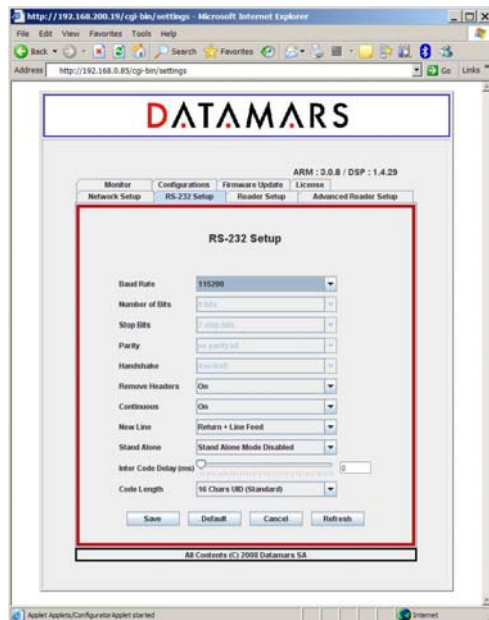 http://192.168.200.19/cgi-bin/settings - Microsoft Internet Explorer
File Edit View Favorites Tools Help
Back Search Favorites
Address http://192.168.0.85/cgi-bin/settings Go Links »
DATAMARS
ARM : 3.0.8 / DSP : 1.4.29
Monitor Configurations Firmware Update License
Network Setup RS-232 Setup Reader Setup Advanced Reader Setup
RS-232 Setup
Baud Rate 115200
Number of Bits 8 bits
Stop Bits stop bits
Parity no parity bit
Handshake
Remove Headers On
Continuous On
New Line Return + Line Feed
Stand Alone Stand Alone Mode Disabled
Inter Code Delay (ms) 0
Code Length 16 Chars UID (Standard)
Save Default Cancel Refresh
All Contents (C) 2008 Datamars SA
Applet Applets/ConfiguratorApplet started Internet